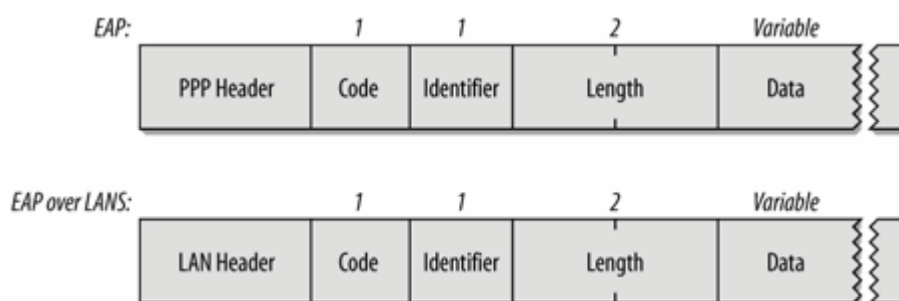 EAP: 1 1 2 Variable
PPP Header Code Identifier Length Data
EAP over LANS: 1 1 2 Variable
LAN Header Code Identifier Length Data